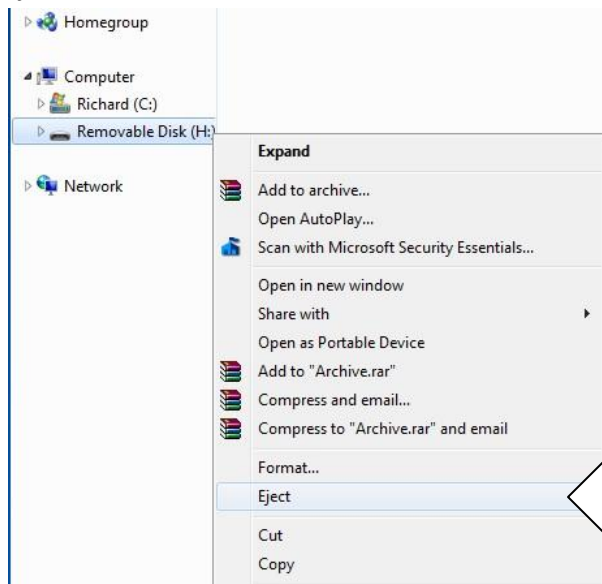 Homegroup
Computer
Richard (C:)
Removable Disk (H:)
Network
Expand
Add to archive...
Open AutoPlay...
Scan with Microsoft Security Essentials...
Open in new window
Share with
Open as Portable Device
Add to "Archive.rar"
Compress and email...
Compress to "Archive.rar" and email
Format...
Eject
Cut
Copy